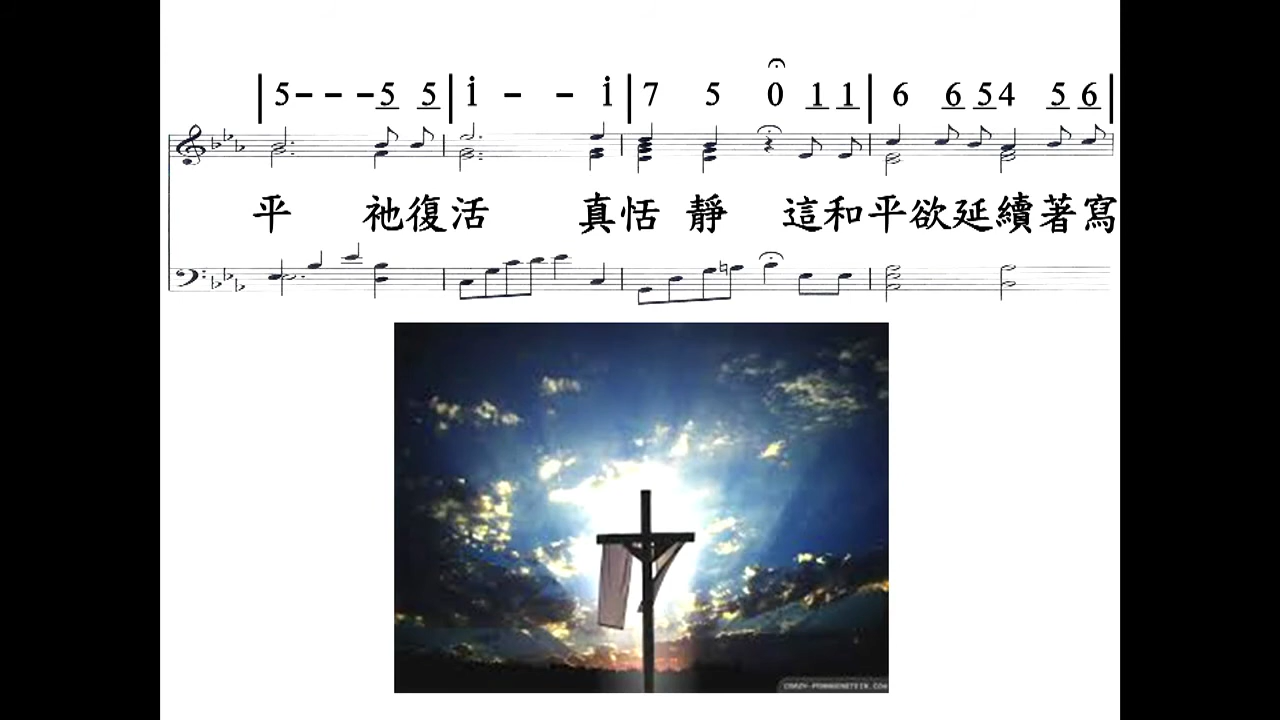 5 - - - 5 5 i - - i 7 5 0 1 1 6 6 5 4 5 6
平 祂復活 真恬 靜 這和平欲延續著寫